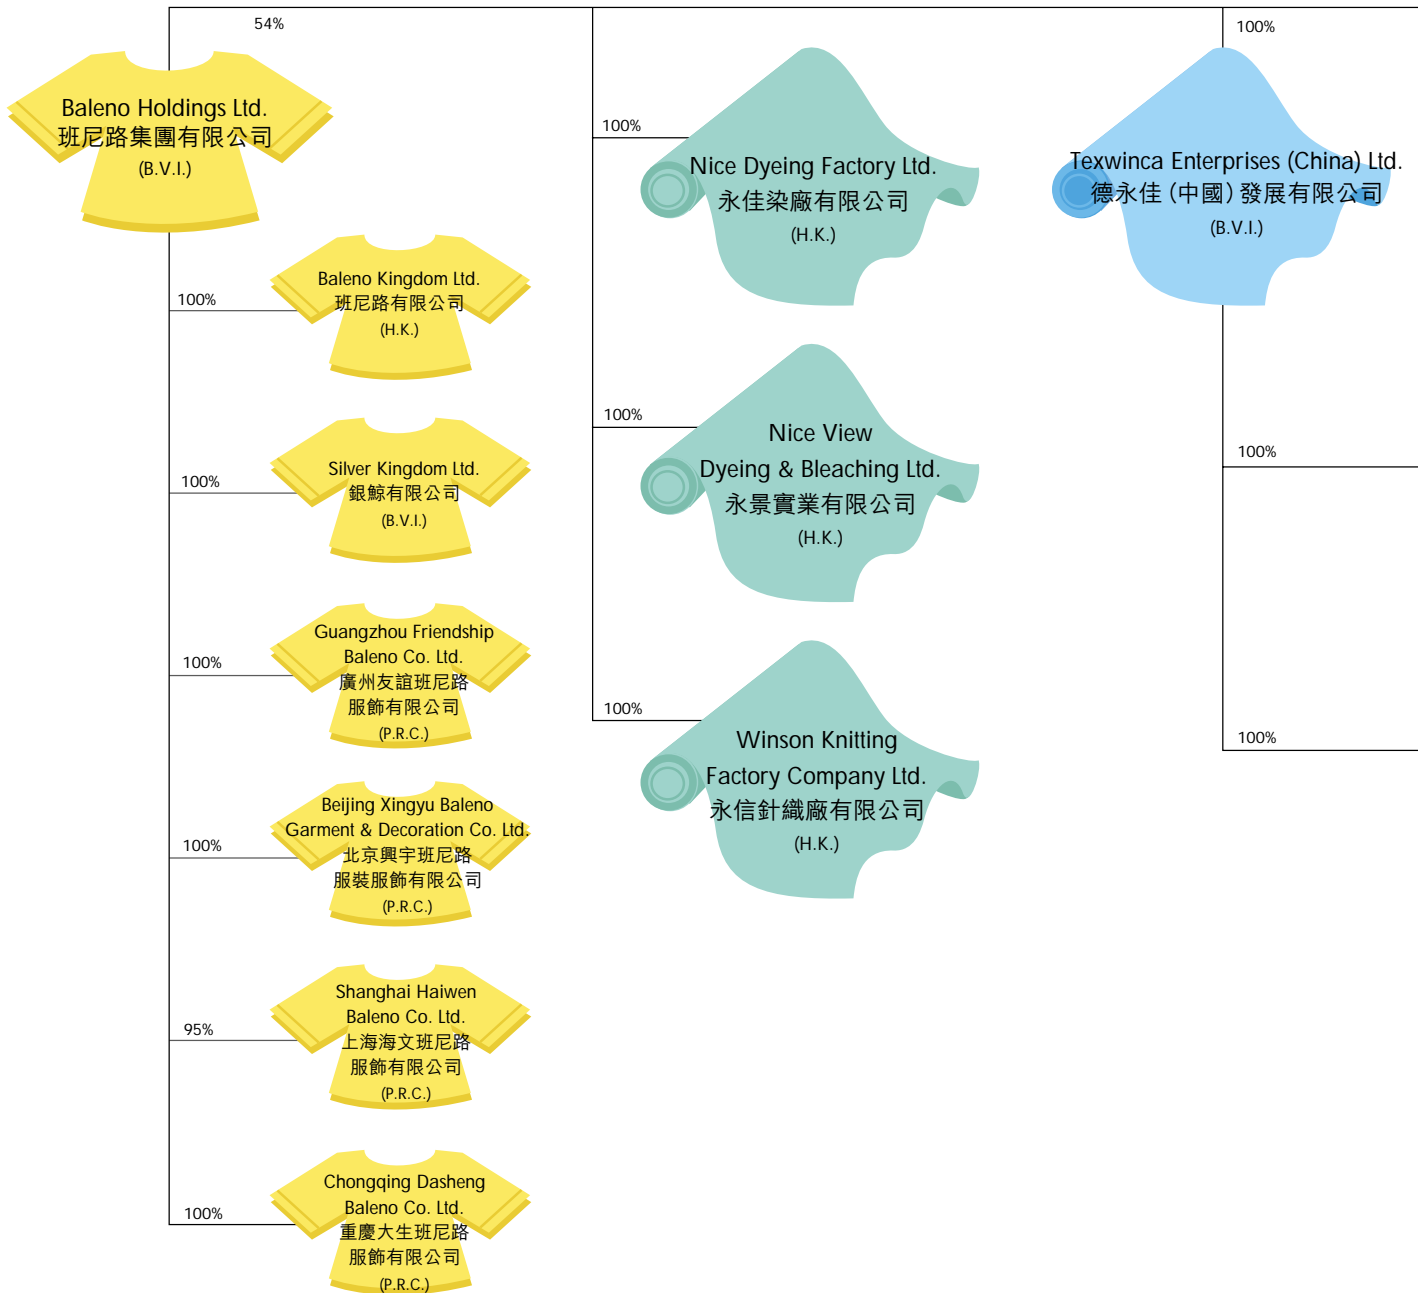 54%
Baleno Holdings Ltd.
班尼路集團有限公司
(B.V.I.)
100%
Baleno Kingdom Ltd.
班尼路有限公司
(H.K.)
100%
Silver Kingdom Ltd.
銀鯨有限公司
(B.V.I.)
100%
Guangzhou Friendship
Baleno Co. Ltd.
廣州友誼班尼路
服飾有限公司
(P.R.C.)
100%
Beijing Xingyu Baleno
Garment & Decoration Co. Ltd.
北京興宇班尼路
服裝服飾有限公司
(P.R.C.)
95%
Shanghai Haiwen
Baleno Co. Ltd.
上海海文班尼路
服飾有限公司
(P.R.C.)
100%
Chongqing Dasheng
Baleno Co. Ltd.
重慶大生班尼路
服飾有限公司
(P.R.C.)
100%
Nice Dyeing Factory Ltd.
永佳染廠有限公司
(H.K.)
100%
Nice View
Dyeing & Bleaching Ltd.
永景實業有限公司
(H.K.)
100%
Winson Knitting
Factory Company Ltd.
永信針織廠有限公司
(H.K.)
100%
Texwinca Enterprises (China) Ltd.
德永佳(中國)發展有限公司
(B.V.I.)
100%
100%